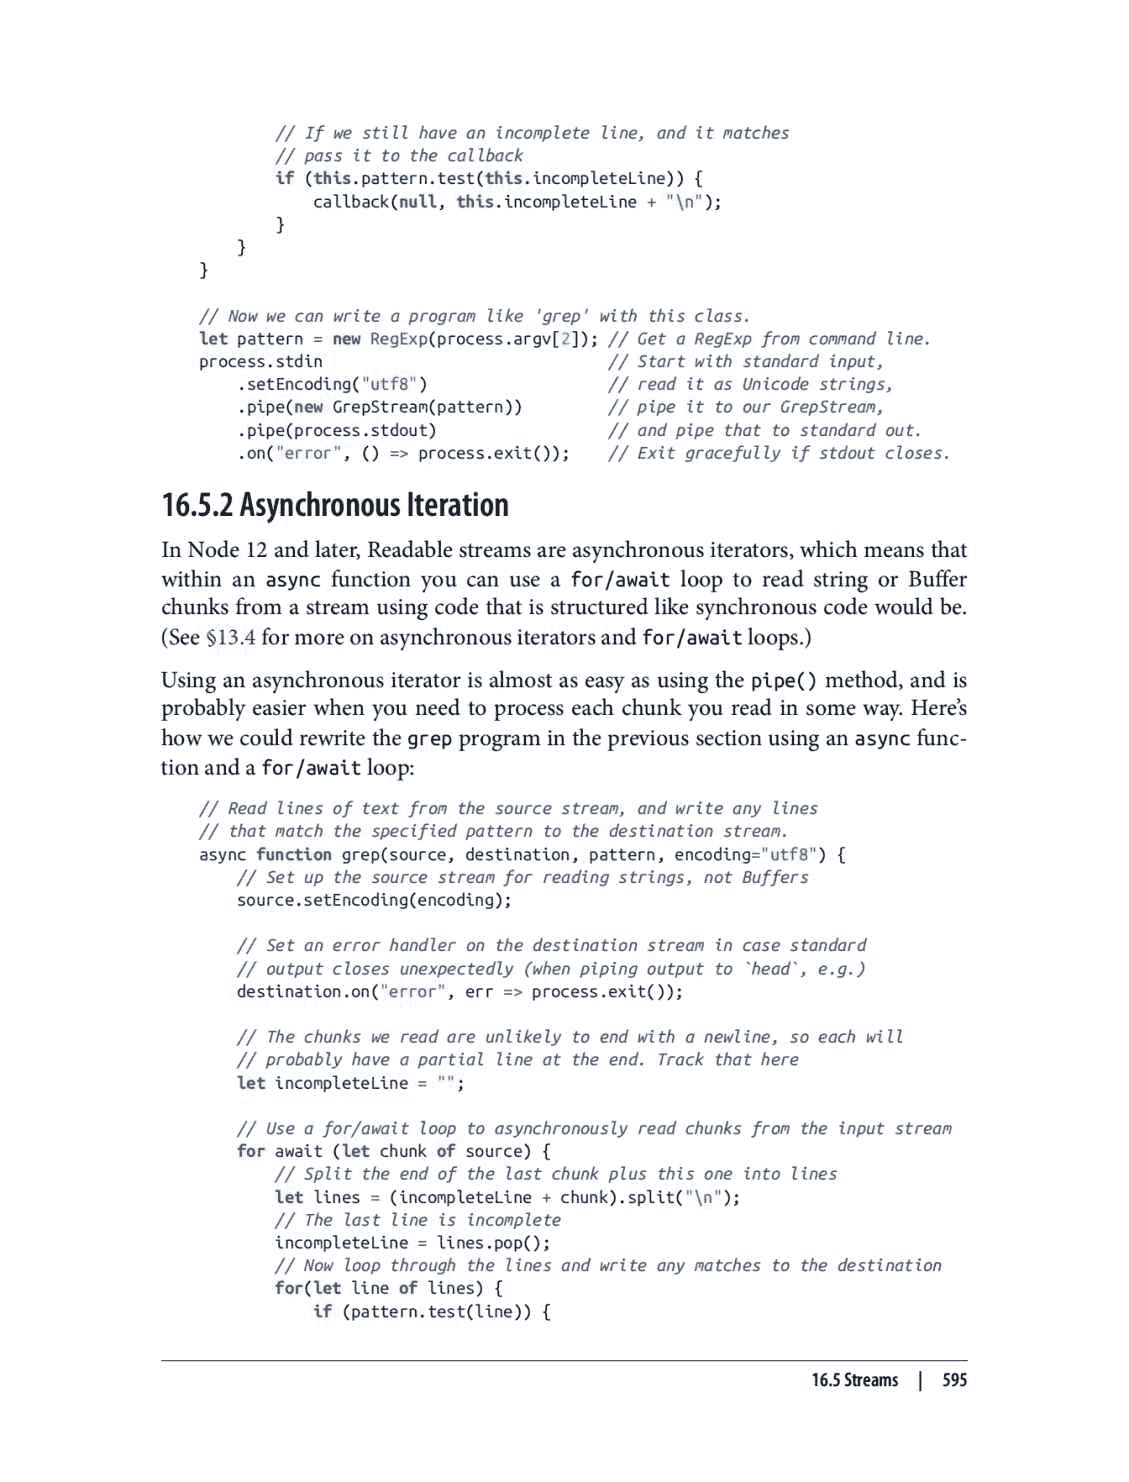 // If we still have an incomplete line, and it matches
// pass it to the callback
if (this.pattern.test(this.incompleteLine)) {
callback(null, this.incompleteLine + "\n");
}
}
}
// Now we can write a program like 'grep' with this class.
let pattern = new RegExp(process.argv[2]); // Get a RegExp from command line.
process.stdin // Start with standard input,
.setEncoding("utf8") // read it as Unicode strings,
.pipe(new GrepStream(pattern)) // pipe it to our GrepStream,
.pipe(process.stdout) // and pipe that to standard out.
.on("error", () => process.exit()); // Exit gracefully if stdout closes.
16.5.2 Asynchronous Iteration
In Node 12 and later, Readable streams are asynchronous iterators, which means that
within an async function you can use a for/await loop to read string or Buffer
chunks from a stream using code that is structured like synchronous code would be.
(See §13.4 for more on asynchronous iterators and for/await loops.)
Using an asynchronous iterator is almost as easy as using the pipe() method, and is
probably easier when you need to process each chunk you read in some way. Here's
how we could rewrite the grep program in the previous section using an async func-
tion and a for/await loop:
// Read lines of text from the source stream, and write any lines
// that match the specified pattern to the destination stream.
async function grep(source, destination, pattern, encoding="utf8") {
// Set up the source stream for reading strings, not Buffers
source.setEncoding(encoding);
// Set an error handler on the destination stream in case standard
// output closes unexpectedly (when piping output to `head`, e.g.)
destination.on("error", err => process.exit());
// The chunks we read are unlikely to end with a newline, so each will
// probably have a partial line at the end. Track that here
let incompleteLine = "";
// Use a for/await loop to asynchronously read chunks from the input stream
for await (let chunk of source) {
// Split the end of the last chunk plus this one into lines
let lines = (incompleteLine + chunk).split("\n");
// The last line is incomplete
incompleteLine = lines.pop();
// Now loop through the lines and write any matches to the destination
for(let line of lines) {
if (pattern.test(line)) {
16.5 Streams | 595